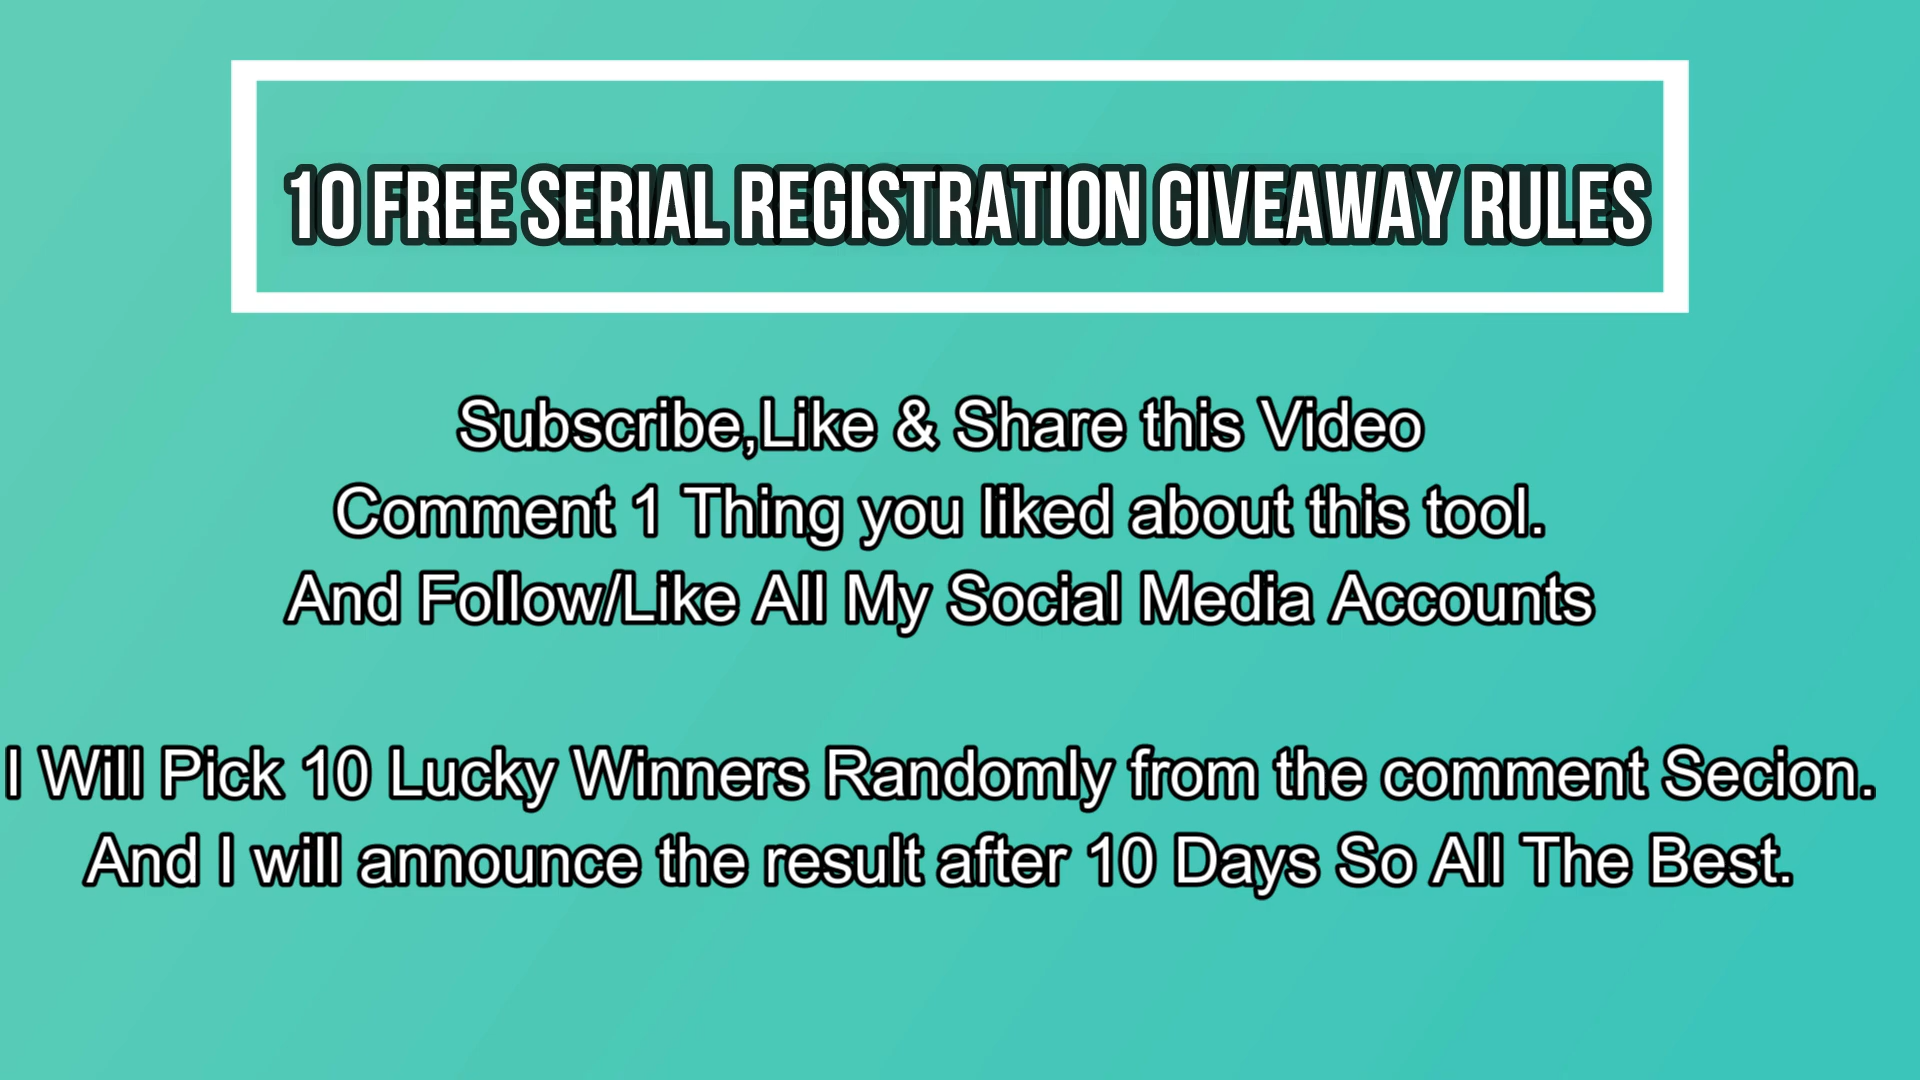 10 FREE SERIAL REGISTRATION GIVEAWAY RULES
Subscribe,Like & Share this Video
Comment 1 Thing you liked about this tool.
And Follow/Like All My Social Media Accounts
I Will Pick 10 Lucky Winners Randomly from the comment Secion.
And I will announce the result after 10 Days So All The Best.